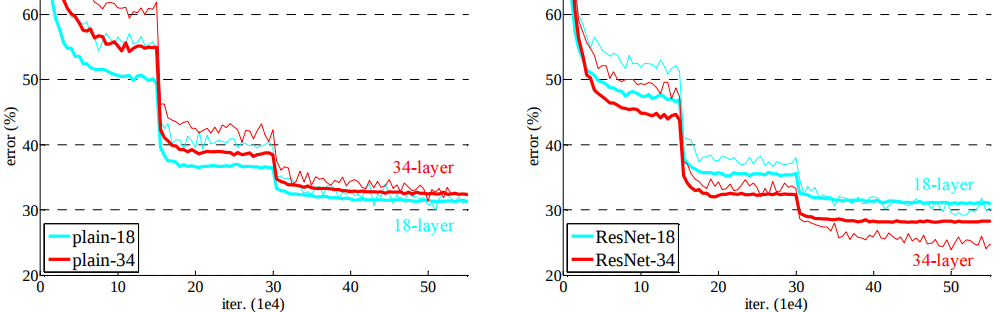 60
50
40
30
20
error (%)
34-layer
18-layer
plain-18
plain-34
0 10 20 30 40 50
iter. (1e4)
60
50
40
30
20
error (%)
18-layer
34-layer
ResNet-18
ResNet-34
0 10 20 30 40 50
iter. (1e4)